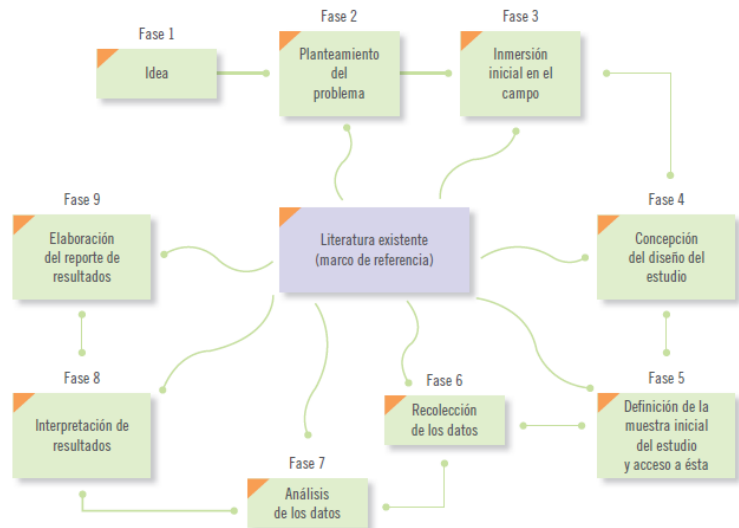 Fase 1
Idea
Fase 2
Planteamiento
del
problema
Fase 3
Inmersión
inicial en el
campo
Fase 4
Concepción
del diseño del
estudio
Fase 5
Definición de la
muestra inicial
del estudio
y acceso a ésta
Fase 6
Recolección
de los datos
Fase 7
Análisis
de los datos
Fase 8
Interpretación de
resultados
Fase 9
Elaboración
del reporte de
resultados
Literatura existente
(marco de referencia)